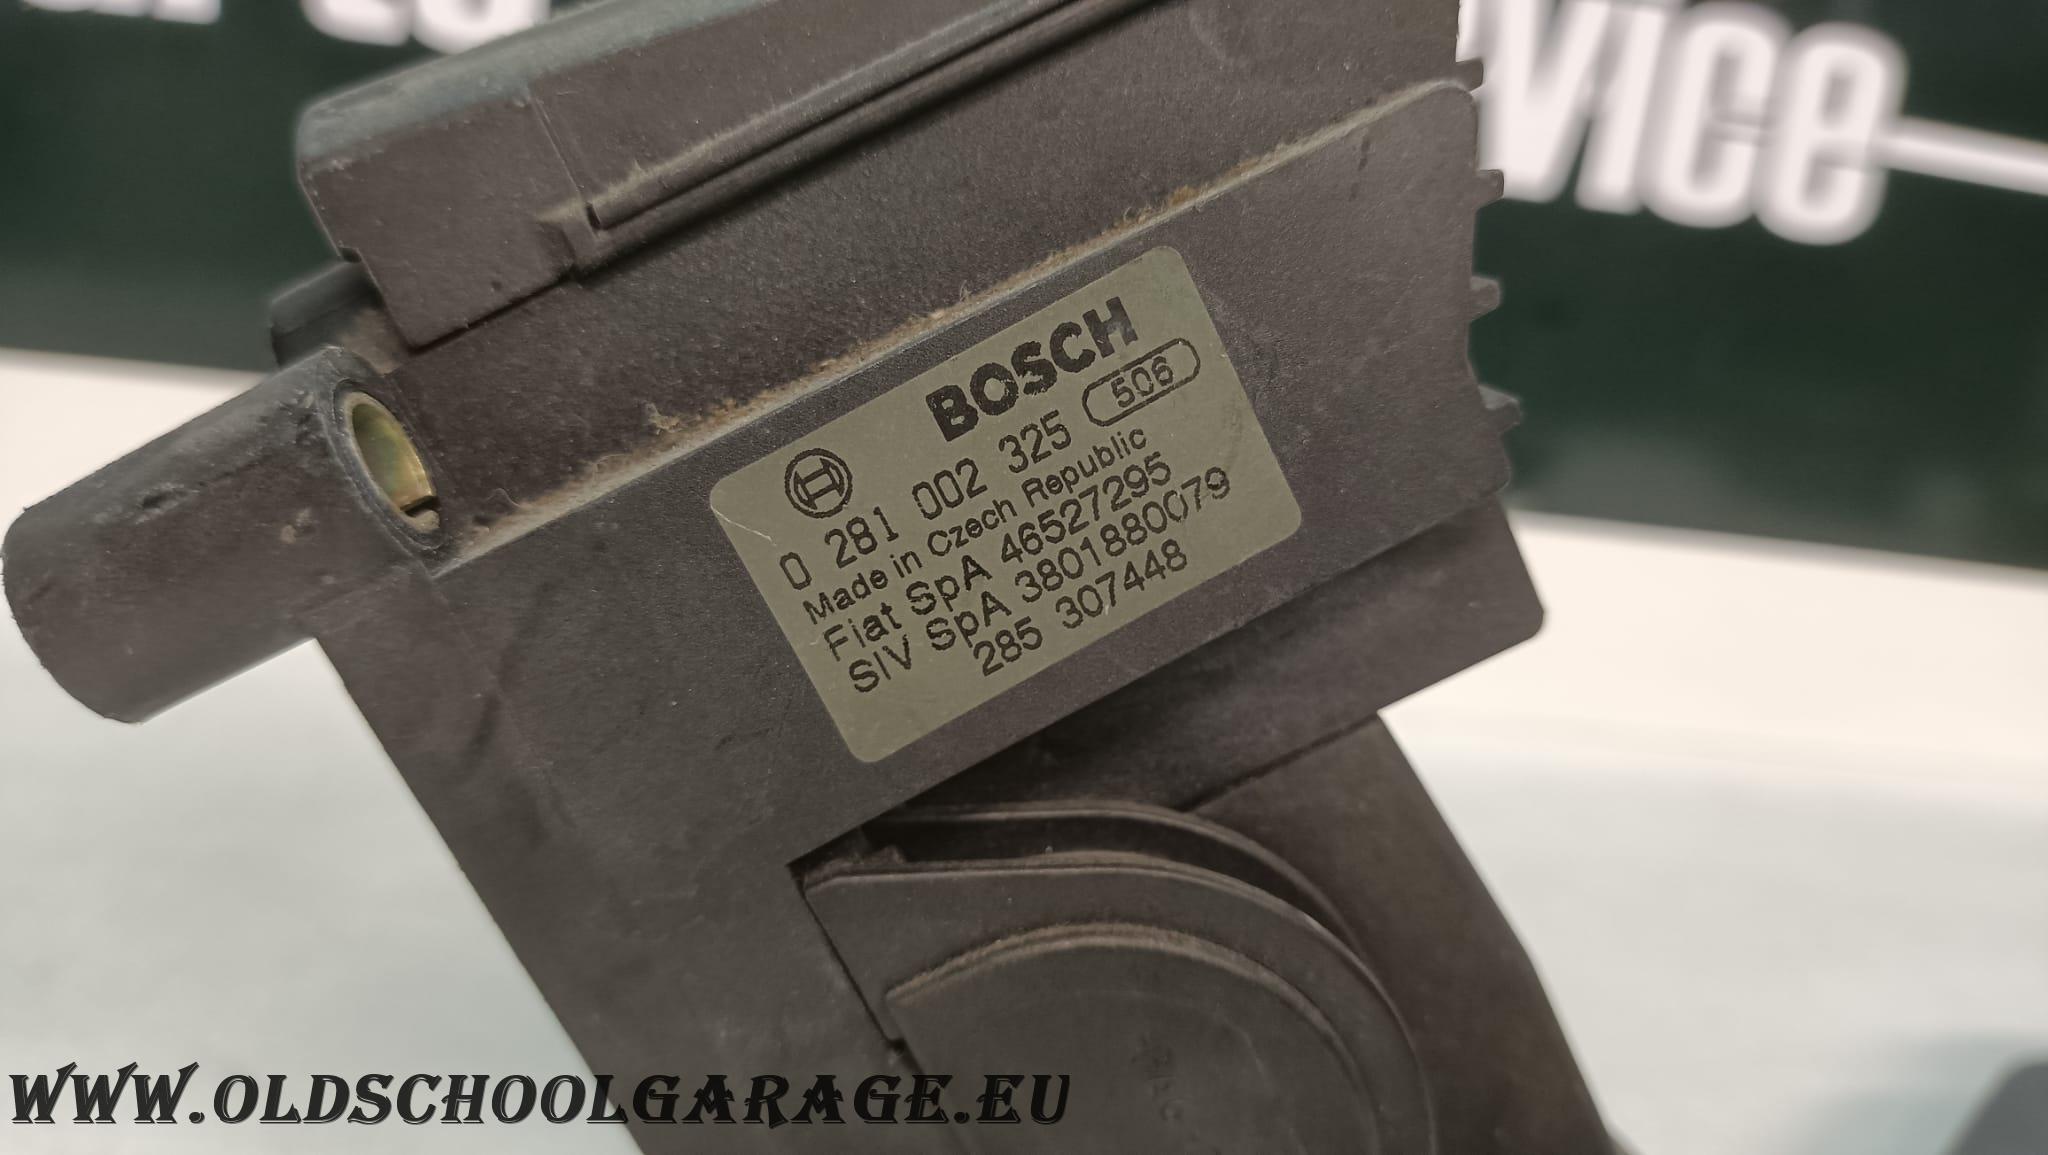 vice
BOSCH
0 281 002 325 506
Made in Czech Republic
Fiat SpA 46527295
S/V SpA 3801880079
285 307448
WWW.OLDSCHOOLGARAGE.EU